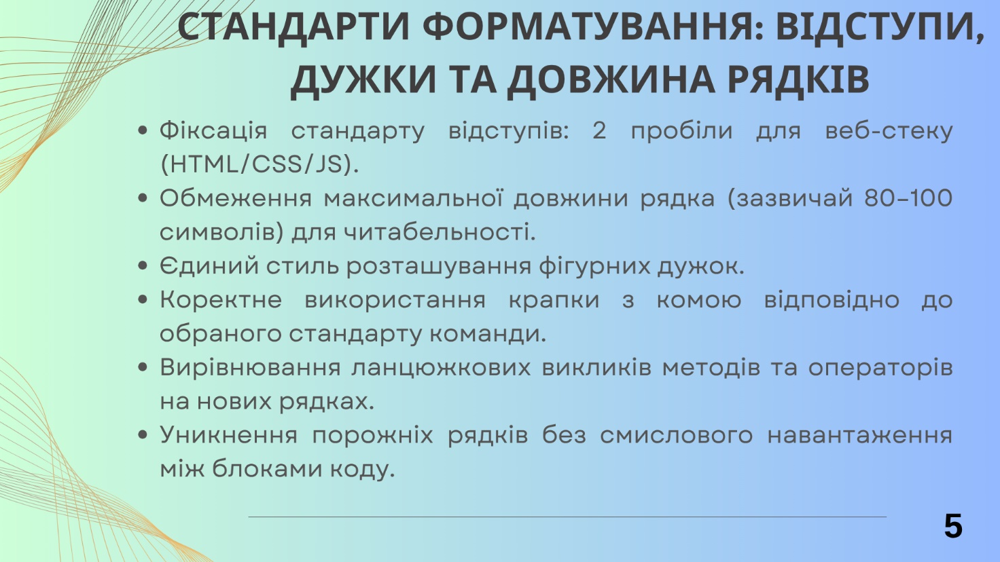 СТАНДАРТИ ФОРМАТУВАННЯ: ВІДСТУПИ,
ДУЖКИ ТА ДОВЖИНА РЯДКІВ
• Фіксація стандарту відступів: 2 пробіли для веб-стеку
(HTML/CSS/JS).
• Обмеження максимальної довжини рядка (зазвичай 80–100
символів) для читабельності.
• Єдиний стиль розташування фігурних дужок.
• Коректне використання крапки з комою відповідно до
обраного стандарту команди.
• Вирівнювання ланцюжкових викликів методів та операторів
на нових рядках.
• Уникнення порожніх рядків без смислового навантаження
між блоками коду.
5